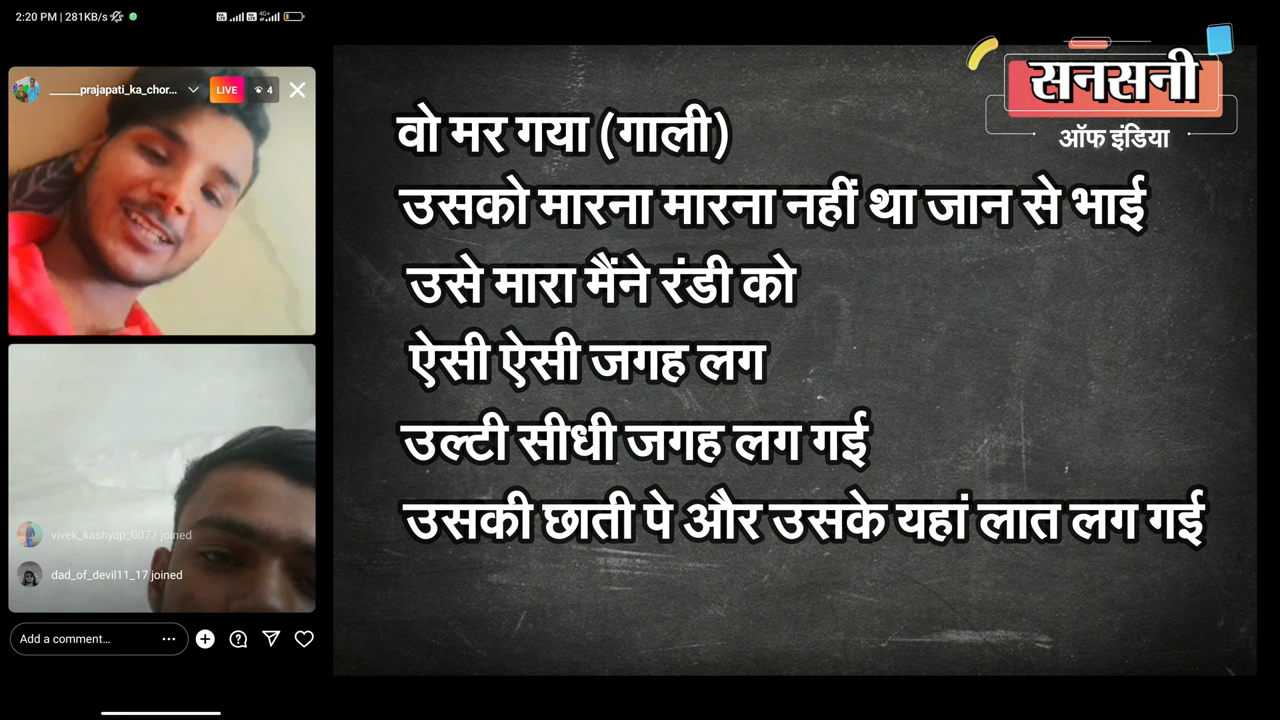 2:20 PM | 281KB/s
_____prajapati_ka_chor...
LIVE
4
सनसनी
ऑफ इंडिया
वो मर गया (गाली)
उसको मारना मारना नहीं था जान से भाई
उसे मारा मैंने रंडी को
ऐसी ऐसी जगह लग
उल्टी सीधी जगह लग गई
उसकी छाती पे और उसके यहां लात लग गई
vivek_kashyap_0077 joined
dad_of_devil11_17 joined
Add a comment...